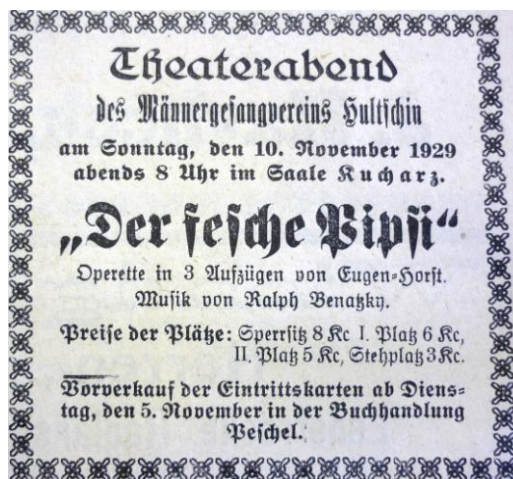 Theaterabend
des Männergesangvereins Hultschin
am Sonntag, den 10. November 1929
abends 8 Uhr im Saale Kucharz.
„Der fesche Pipsi“
Operette in 3 Aufzügen von Eugen-Horst.
Musik von Ralph Benatzky.
Preise der Plätze: Sperrsitz 8 Kc I. Platz 6 Kc,
II. Platz 5 Kc, Stehplatz 3 Kc.
Vorverkauf der Eintrittskarten ab Diens-
tag, den 5. November in der Buchhandlung
Peschel.